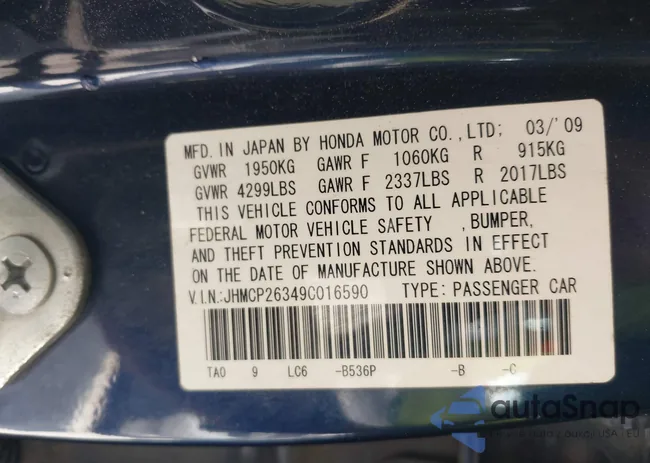 MFD. IN JAPAN BY HONDA MOTOR CO.,LTD; 03/'09
GVWR 1950KG GAWR F 1060KG R 915KG
GVWR 4299LBS GAWR F 2337LBS R 2017LBS
THIS VEHICLE CONFORMS TO ALL APPLICABLE
FEDERAL MOTOR VEHICLE SAFETY ,BUMPER,
AND THEFT PREVENTION STANDARDS IN EFFECT
ON THE DATE OF MANUFACTURE SHOWN ABOVE.
V.I.N:JHMCP26349C016590 TYPE: PASSENGER CAR
TA0 9 LC6 -B536P -B -C
autoSnap